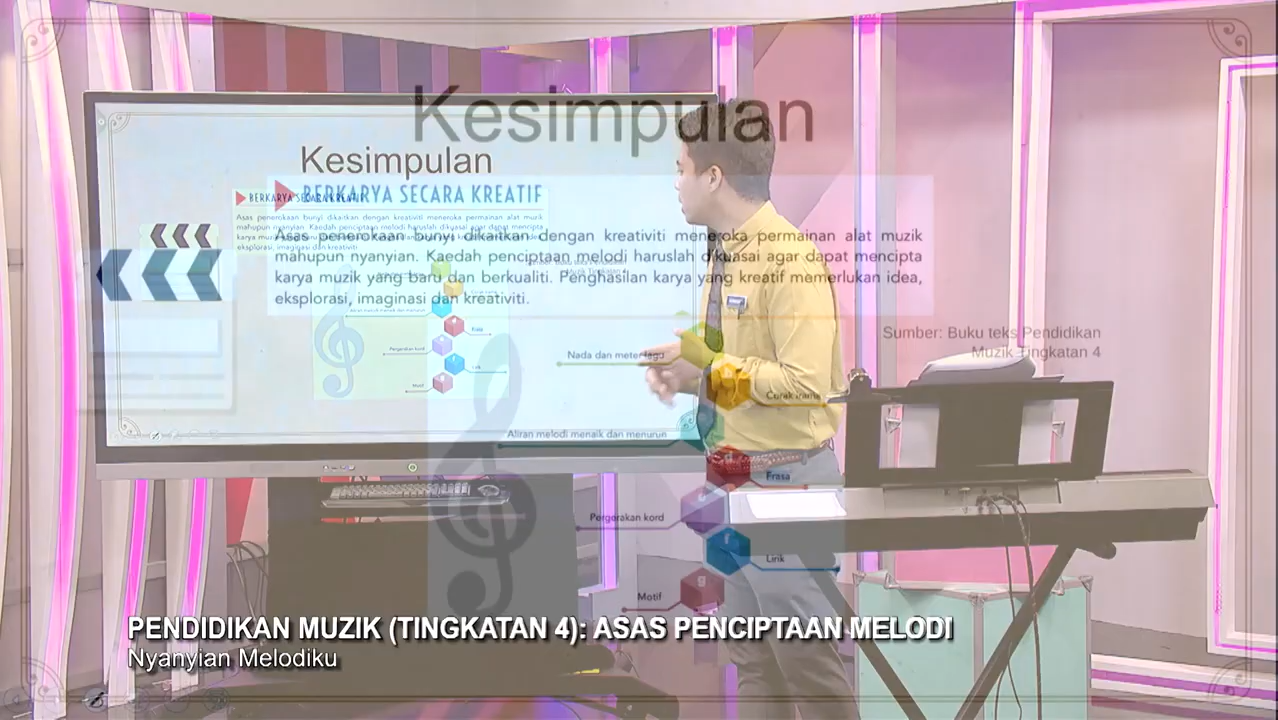 Kesimpulan
Kesimpulan
BERKARYA SECARA KREATIF
BERKARYA SECARA KREATIF
Asas penerokaan bunyi dikaitkan dengan kreativiti meneroka permainan alat muzik
mahupun nyanyian. Kaedah penciptaan melodi haruslah dikuasai agar dapat mencipta
karya muzik yang baru dan berkualiti. Penghasilan karya yang kreatif memerlukan idea,
eksplorasi, imaginasi dan kreativiti.
Sumber: Buku teks Pendidikan
Muzik Tingkatan 4
Nada dan meter lagu
Corak irama
Aliran melodi menaik dan menurun
d
Frasa
e
Pergerakan kord
f
Lirik
g
Motif
PENDIDIKAN MUZIK (TINGKATAN 4): ASAS PENCIPTAAN MELODI
Nyanyian Melodiku